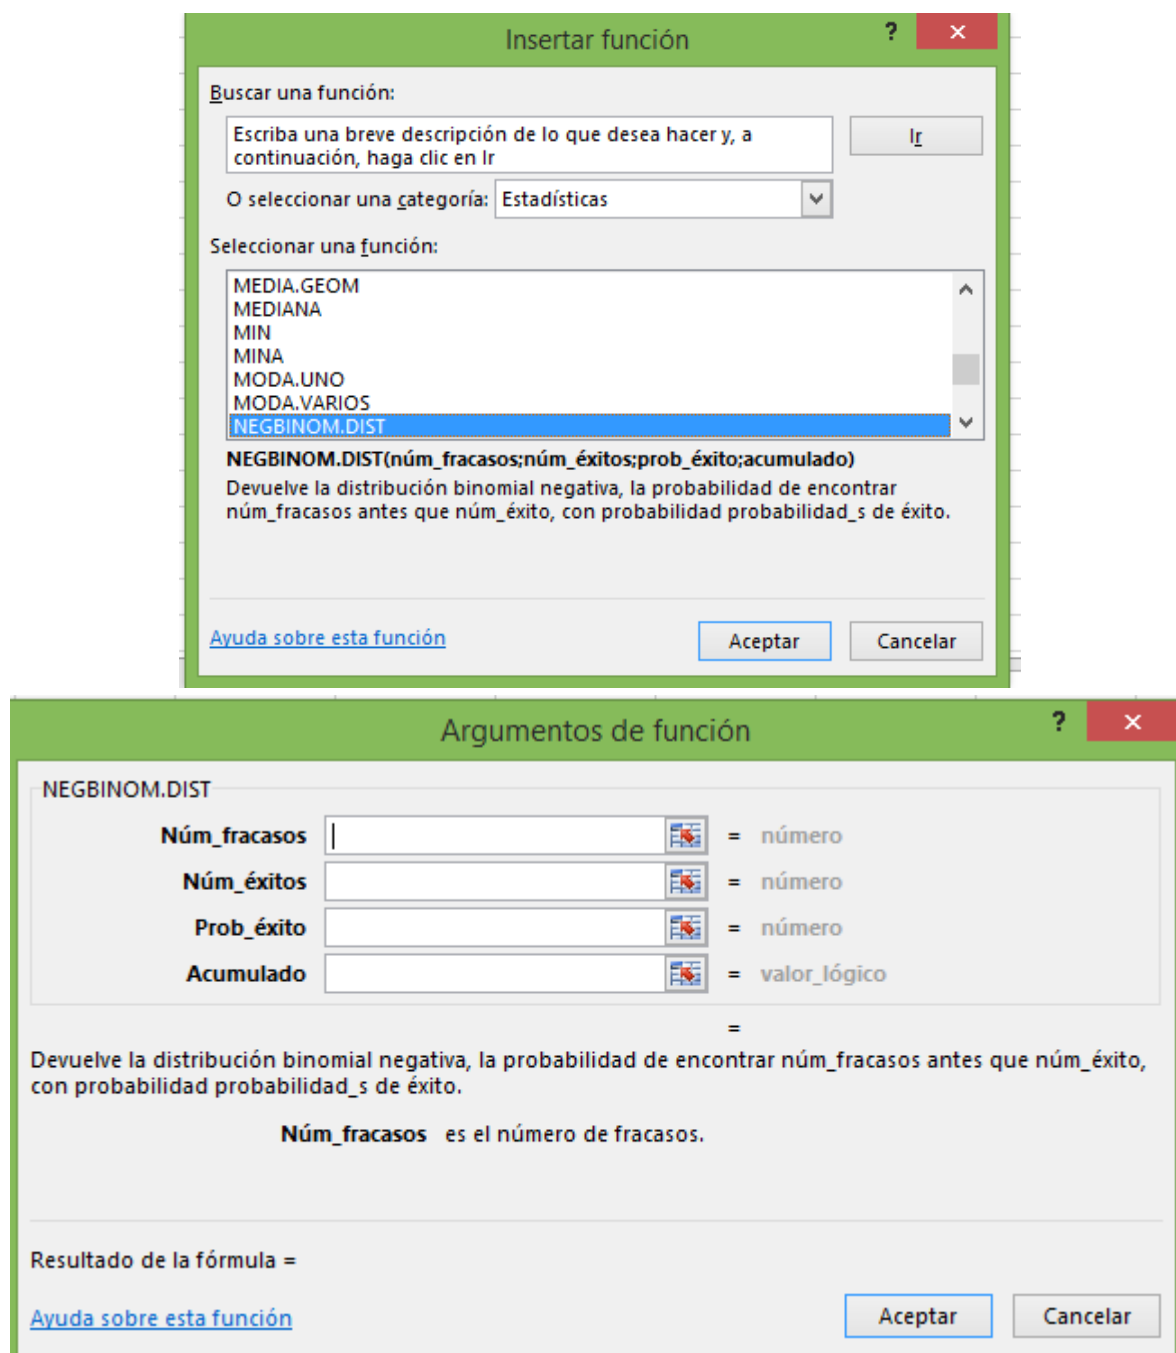 Insertar función
?
Buscar una función:
Escriba una breve descripción de lo que desea hacer y, a
continuación, haga clic en Ir
Ir
O seleccionar una categoría: Estadísticas
Seleccionar una función:
MEDIA.GEOM
MEDIANA
MIN
MINA
MODA.UNO
MODA.VARIOS
NEGBINOM.DIST
NEGBINOM.DIST(núm_fracasos;núm_éxitos;prob_éxito;acumulado)
Devuelve la distribución binomial negativa, la probabilidad de encontrar
núm_fracasos antes que núm_éxito, con probabilidad probabilidad_s de éxito.
Ayuda sobre esta función
Aceptar
Cancelar
Argumentos de función
?
NEGBINOM.DIST
Núm_fracasos = número
Núm_éxitos = número
Prob_éxito = número
Acumulado = valor_lógico
=
Devuelve la distribución binomial negativa, la probabilidad de encontrar núm_fracasos antes que núm_éxito,
con probabilidad probabilidad_s de éxito.
Núm_fracasos es el número de fracasos.
Resultado de la fórmula =
Ayuda sobre esta función
Aceptar
Cancelar